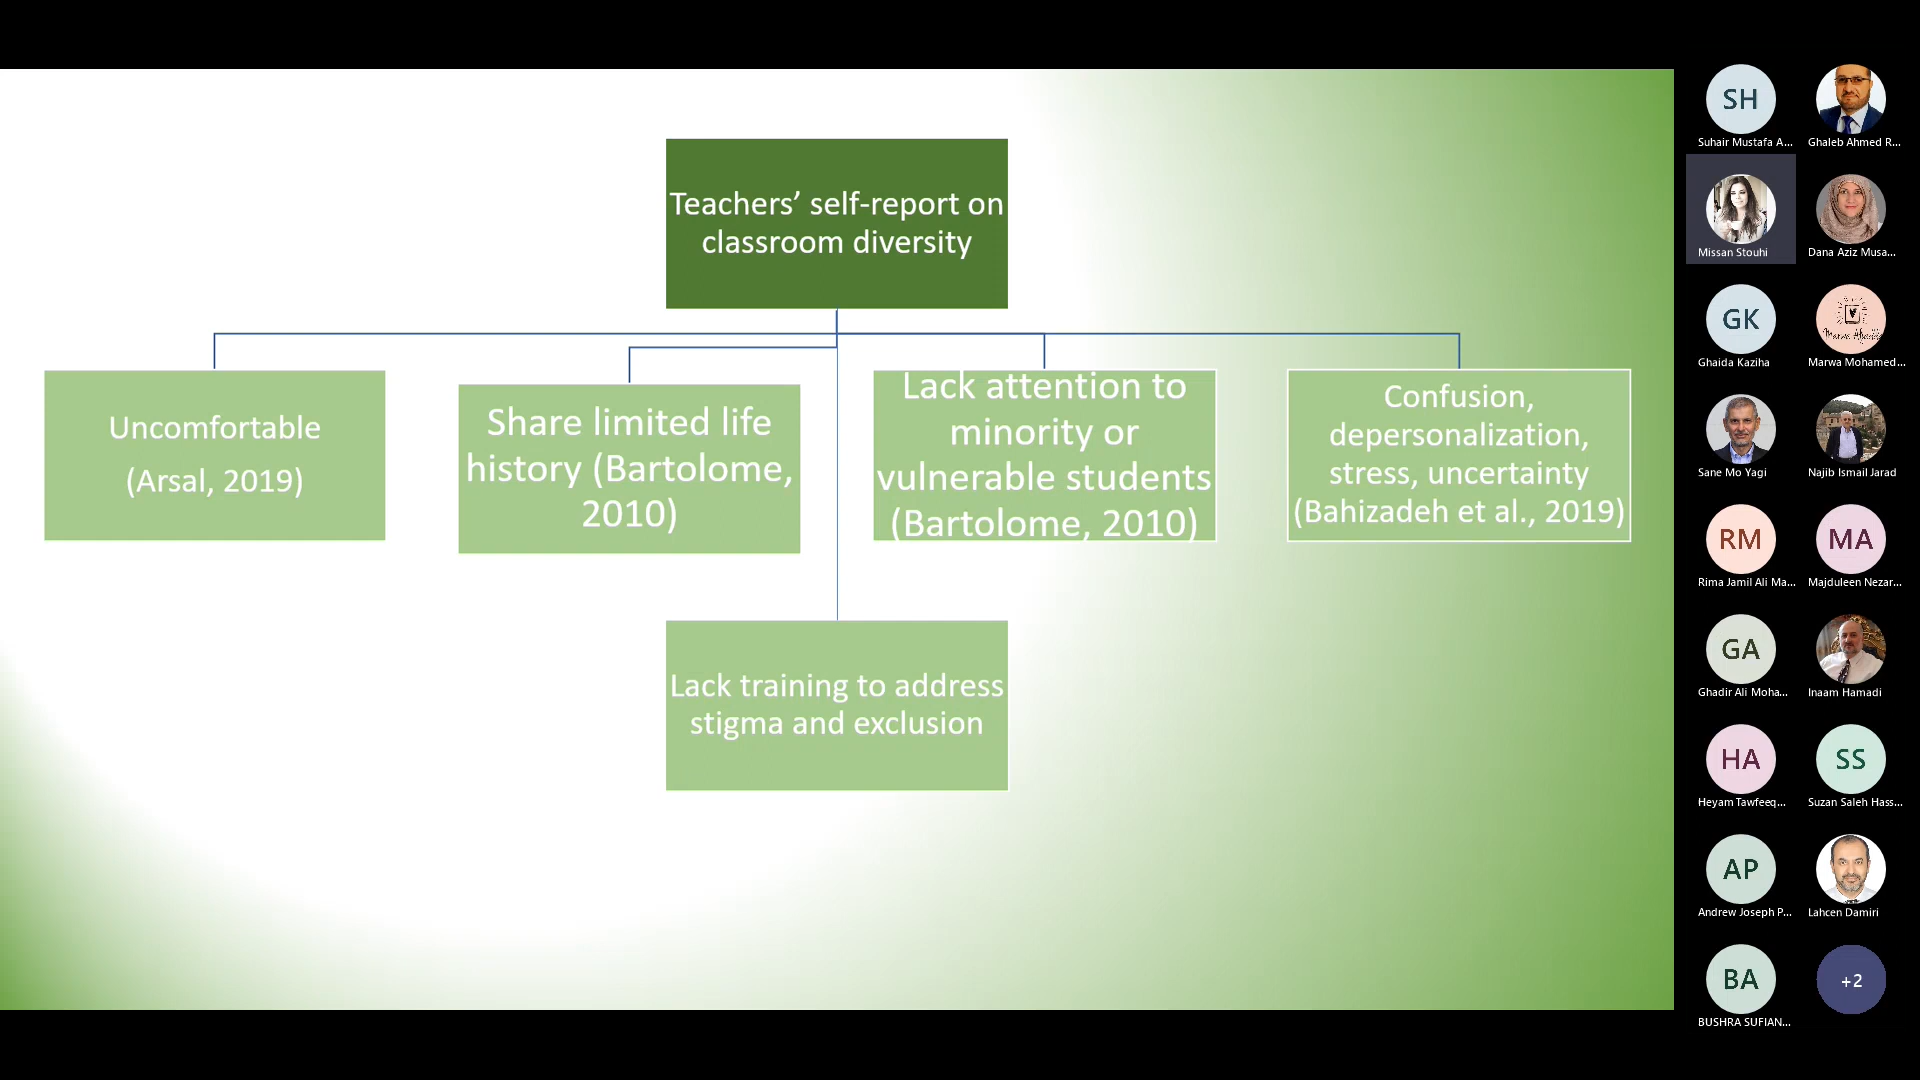 Teachers’ self-report on
classroom diversity
Uncomfortable
(Arsal, 2019)
Share limited life
history (Bartolome,
2010)
Lack attention to
minority or
vulnerable students
(Bartolome, 2010)
Confusion,
depersonalization,
stress, uncertainty
(Bahizadeh et al., 2019)
Lack training to address
stigma and exclusion
SH
Suhair Mustafa A...
Ghaleb Ahmed R...
Missan Stouhi
Dana Aziz Musa...
GK
Ghaida Kaziha
Marwa Mohamed...
Sane Mo Yagi
Najib Ismail Jarad
RM
Rima Jamil Ali Ma...
MA
Majduleen Nezar...
GA
Ghadir Ali Moha...
Inaam Hamadi
HA
Heyam Tawfeeq...
SS
Suzan Saleh Hass...
AP
Andrew Joseph P...
Lahcen Damiri
BA
BUSHRA SUFIAN...
+2